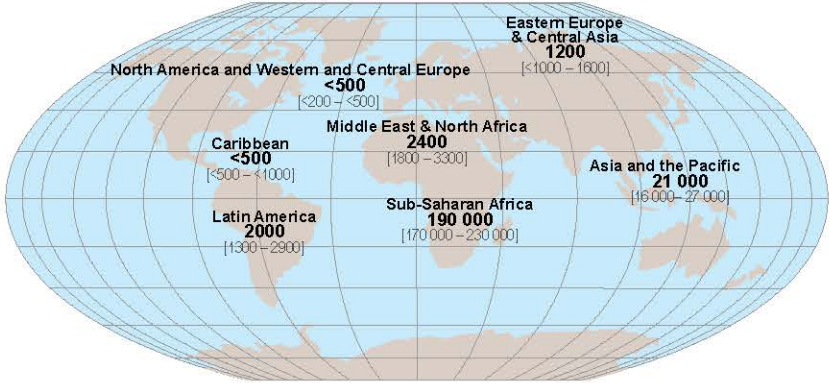 Eastern Europe
& Central Asia
1200
[<1000 – 1600]
North America and Western and Central Europe
<500
[<200 – <500]
Middle East & North Africa
2400
[1800 – 3300]
Caribbean
<500
[<500 – <1000]
Asia and the Pacific
21 000
[16 000 – 27 000]
Sub-Saharan Africa
190 000
[170 000 – 230 000]
Latin America
2000
[1300 – 2900]